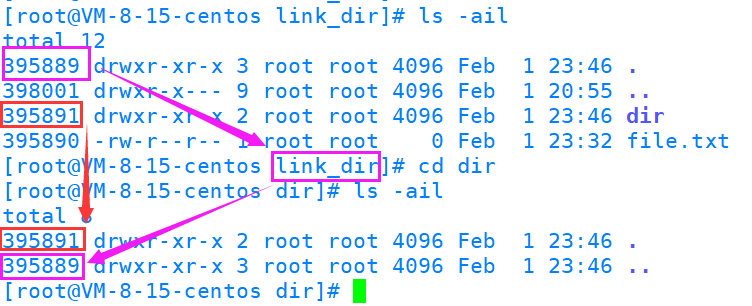 [root@VM-8-15-centos link_dir]# ls -ail
total 12
395889 drwxr-xr-x 3 root root 4096 Feb  1 23:46 .
398001 drwxr-x--- 9 root root 4096 Feb  1 20:55 ..
395891 drwxr-xr-x 2 root root 4096 Feb  1 23:46 dir
395890 -rw-r--r-- 1 root root    0 Feb  1 23:32 file.txt
[root@VM-8-15-centos link_dir]# cd dir
[root@VM-8-15-centos dir]# ls -ail
total 8
395891 drwxr-xr-x 2 root root 4096 Feb  1 23:46 .
395889 drwxr-xr-x 3 root root 4096 Feb  1 23:46 ..
[root@VM-8-15-centos dir]#